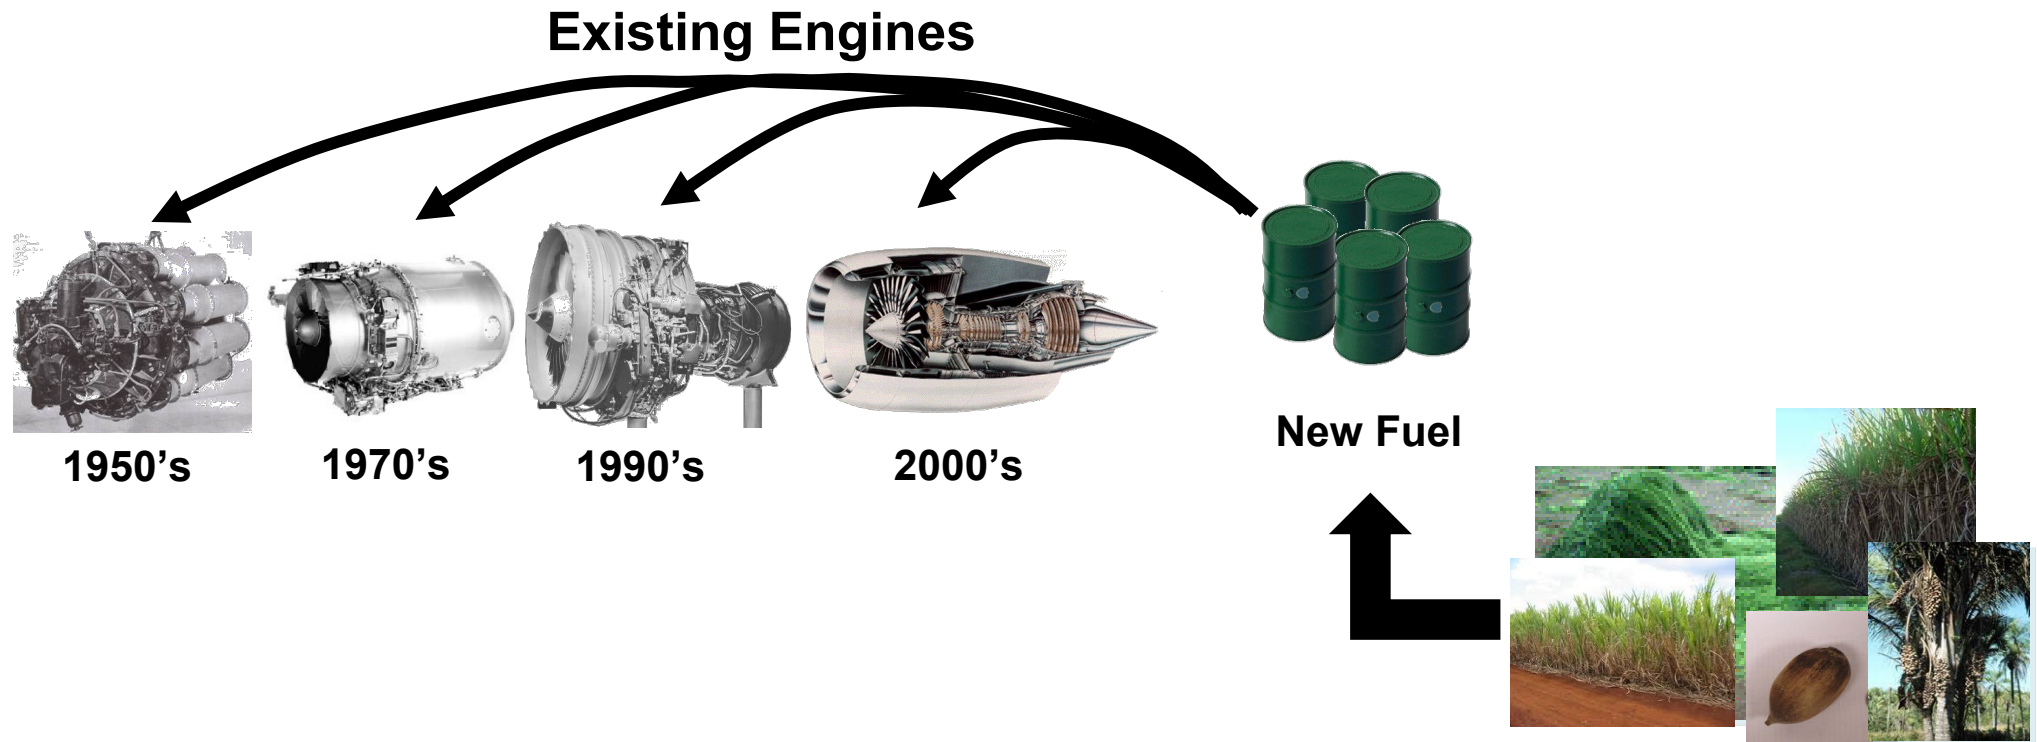 Existing Engines
1950’s
1970’s
1990’s
2000’s
New Fuel